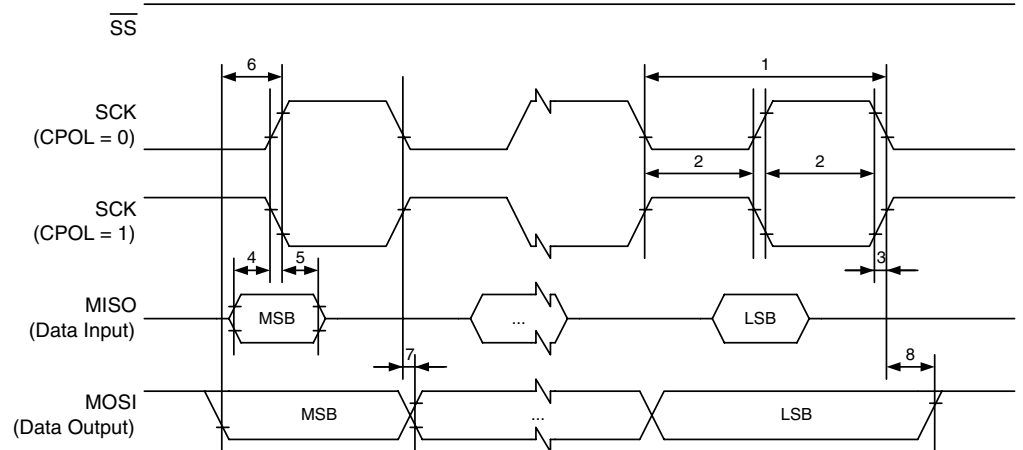 SS
6
1
SCK
(CPOL = 0)
2
2
SCK
(CPOL = 1)
4
5
3
MISO
(Data Input)
MSB
...
LSB
7
8
MOSI
(Data Output)
MSB
...
LSB